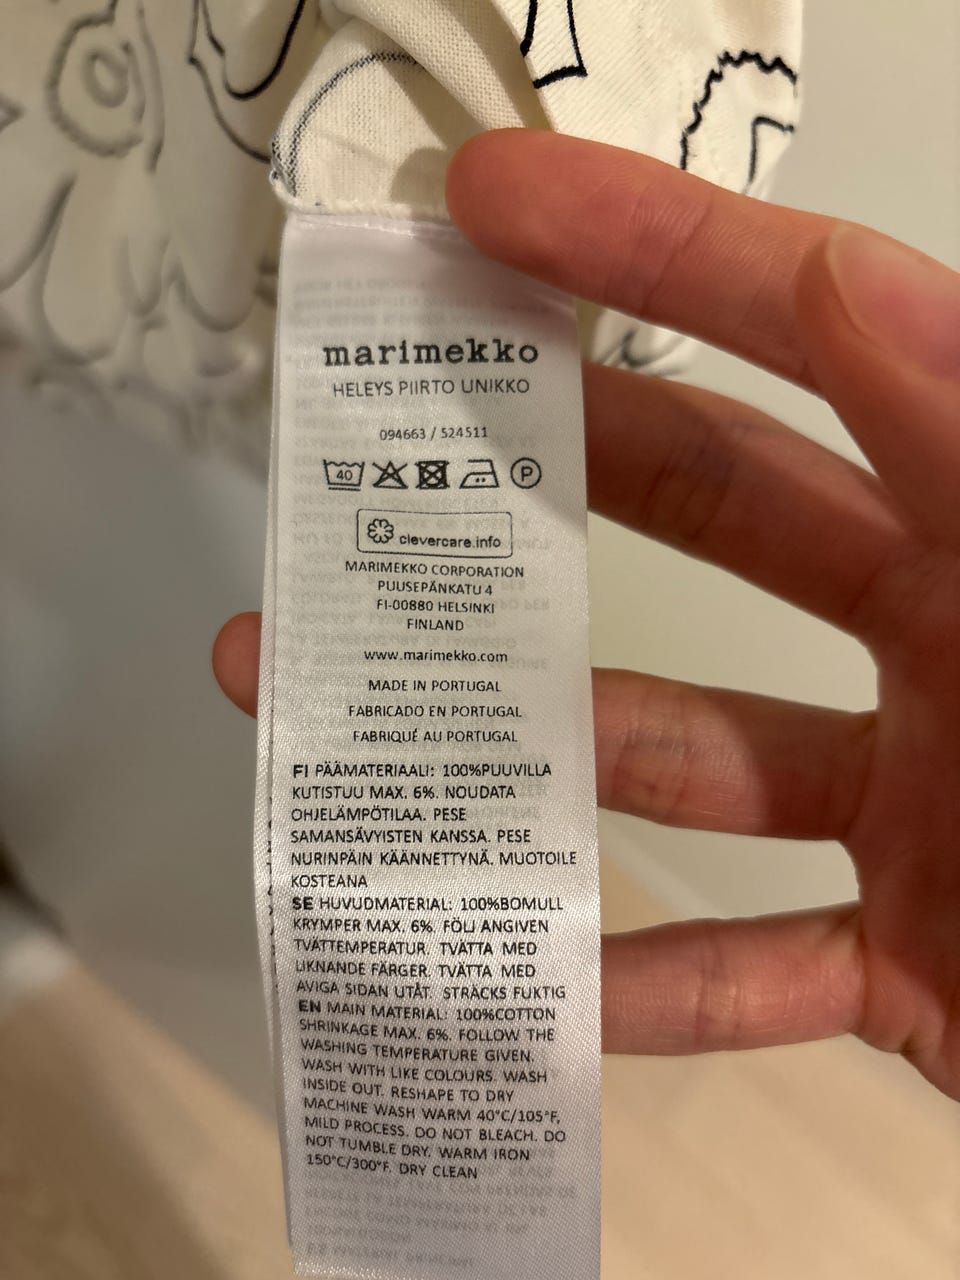 marimekko
HELEYS PIIRTO UNIKKO
094663 / 524511
40
P
clevercare.info
MARIMEKKO CORPORATION
PUUSEPÄNKATU 4
FI-00880 HELSINKI
FINLAND
www.marimekko.com
MADE IN PORTUGAL
FABRICADO EN PORTUGAL
FABRIQUÉ AU PORTUGAL
FI PÄÄMATERIAALI: 100%PUUVILLA
KUTISTUU MAX. 6%. NOUDATA
OHJELÄMPÖTILAA. PESE
SAMANSÄVYISTEN KANSSA. PESE
NURINPÄIN KÄÄNNETTYNÄ. MUOTOILE
KOSTEANA
SE HUVUDMATERIAL: 100%BOMULL
KRYMPER MAX. 6%. FÖLJ ANGIVEN
TVÄTTEMPERATUR. TVÄTTA MED
LIKNANDE FÄRGER. TVÄTTA MED
AVIGA SIDAN UTÅT. STRÄCKS FUKTIG
EN MAIN MATERIAL: 100%COTTON
SHRINKAGE MAX. 6%. FOLLOW THE
WASHING TEMPERATURE GIVEN.
WASH WITH LIKE COLOURS. WASH
INSIDE OUT. RESHAPE TO DRY
MACHINE WASH WARM 40°C/105°F,
MILD PROCESS. DO NOT BLEACH. DO
NOT TUMBLE DRY. WARM IRON
150°C/300°F. DRY CLEAN